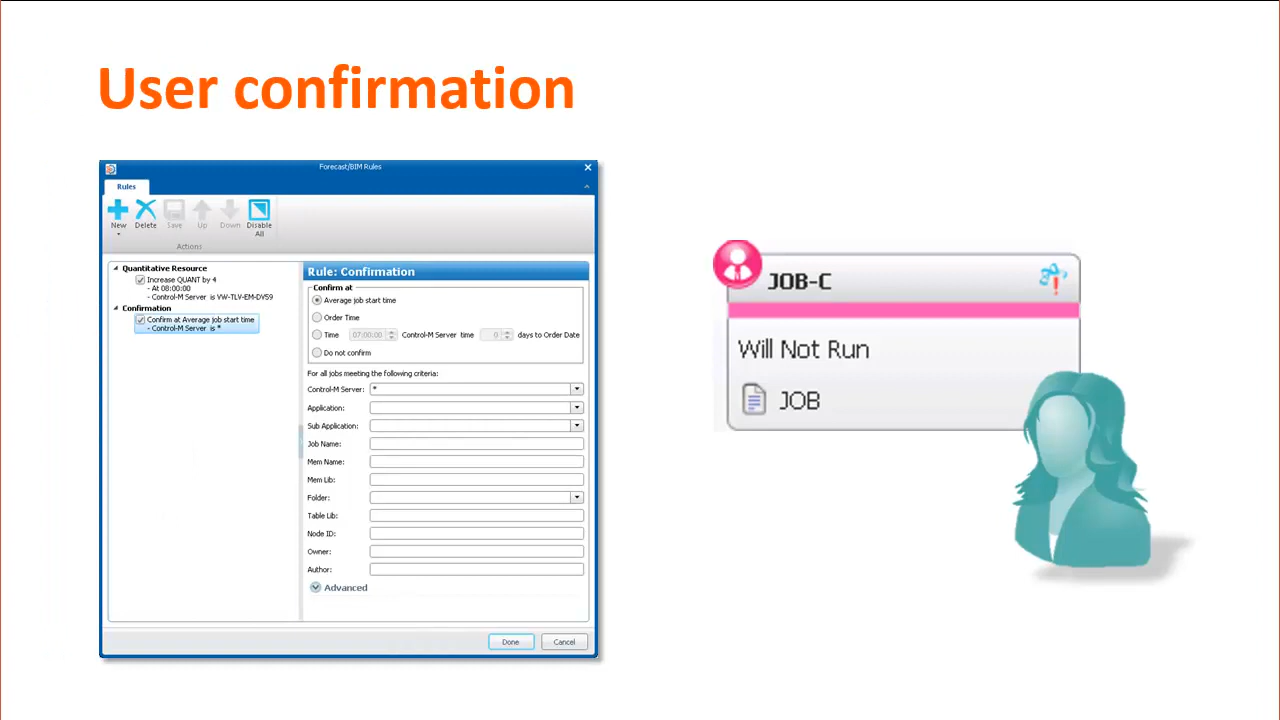 User confirmation
Forecast/BIM Rules
Rules
New
Delete
Save
Up
Down
Disable
All
Actions
Quantitative Resource
Increase QUANT by 4
- At 08:00:00
- Control-M Server is VW-TLV-EM-DV59
Confirmation
Confirm at Average job start time
- Control-M Server is *
Rule: Confirmation
Confirm at
Average job start time
Order Time
Time 07:00:00 Control-M Server time 0 days to Order Date
Do not confirm
For all jobs meeting the following criteria:
Control-M Server: *
Application:
Sub Application:
Job Name:
Mem Name:
Mem Lib:
Folder:
Table Lib:
Node ID:
Owner:
Author:
Advanced
Done
Cancel
JOB-C
Will Not Run
JOB